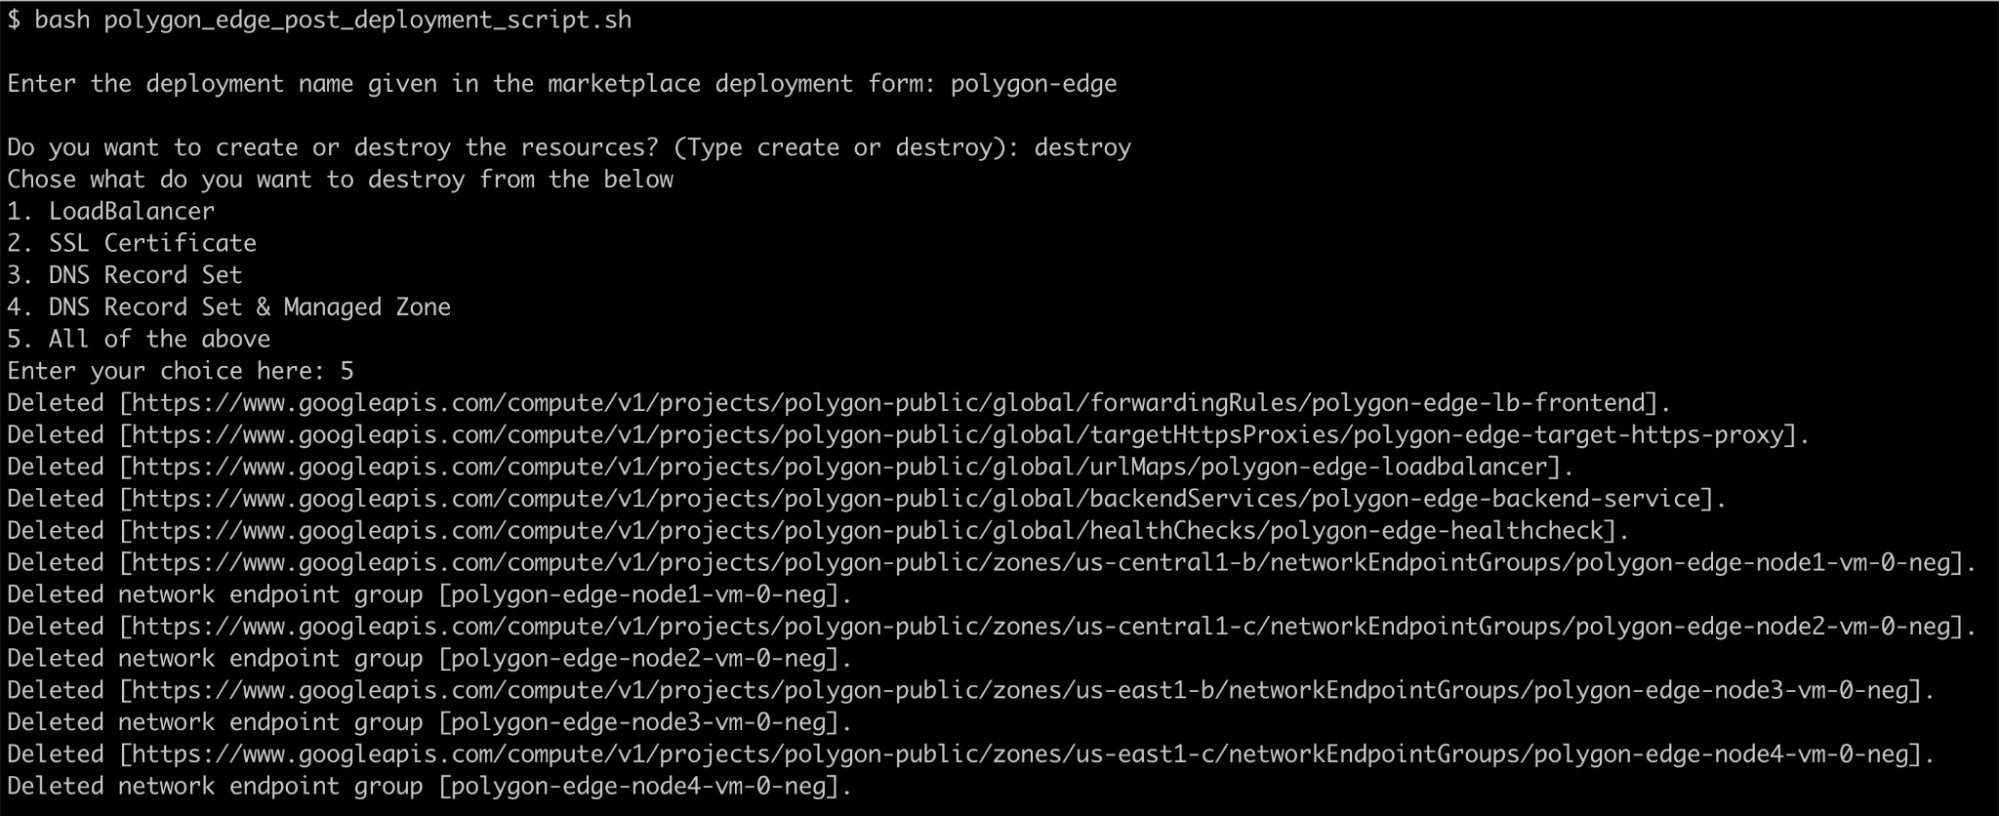 $ bash polygon_edge_post_deployment_script.sh
Enter the deployment name given in the marketplace deployment form: polygon-edge
Do you want to create or destroy the resources? (Type create or destroy): destroy
Chose what do you want to destroy from the below
1. LoadBalancer
2. SSL Certificate
3. DNS Record Set
4. DNS Record Set & Managed Zone
5. All of the above
Enter your choice here: 5
Deleted [https://www.googleapis.com/compute/v1/projects/polygon-public/global/forwardingRules/polygon-edge-lb-frontend].
Deleted [https://www.googleapis.com/compute/v1/projects/polygon-public/global/targetHttpsProxies/polygon-edge-target-https-proxy].
Deleted [https://www.googleapis.com/compute/v1/projects/polygon-public/global/urlMaps/polygon-edge-loadbalancer].
Deleted [https://www.googleapis.com/compute/v1/projects/polygon-public/global/backendServices/polygon-edge-backend-service].
Deleted [https://www.googleapis.com/compute/v1/projects/polygon-public/global/healthChecks/polygon-edge-healthcheck].
Deleted [https://www.googleapis.com/compute/v1/projects/polygon-public/zones/us-central1-b/networkEndpointGroups/polygon-edge-node1-vm-0-neg].
Deleted network endpoint group [polygon-edge-node1-vm-0-neg].
Deleted [https://www.googleapis.com/compute/v1/projects/polygon-public/zones/us-central1-c/networkEndpointGroups/polygon-edge-node2-vm-0-neg].
Deleted network endpoint group [polygon-edge-node2-vm-0-neg].
Deleted [https://www.googleapis.com/compute/v1/projects/polygon-public/zones/us-east1-b/networkEndpointGroups/polygon-edge-node3-vm-0-neg].
Deleted network endpoint group [polygon-edge-node3-vm-0-neg].
Deleted [https://www.googleapis.com/compute/v1/projects/polygon-public/zones/us-east1-c/networkEndpointGroups/polygon-edge-node4-vm-0-neg].
Deleted network endpoint group [polygon-edge-node4-vm-0-neg].